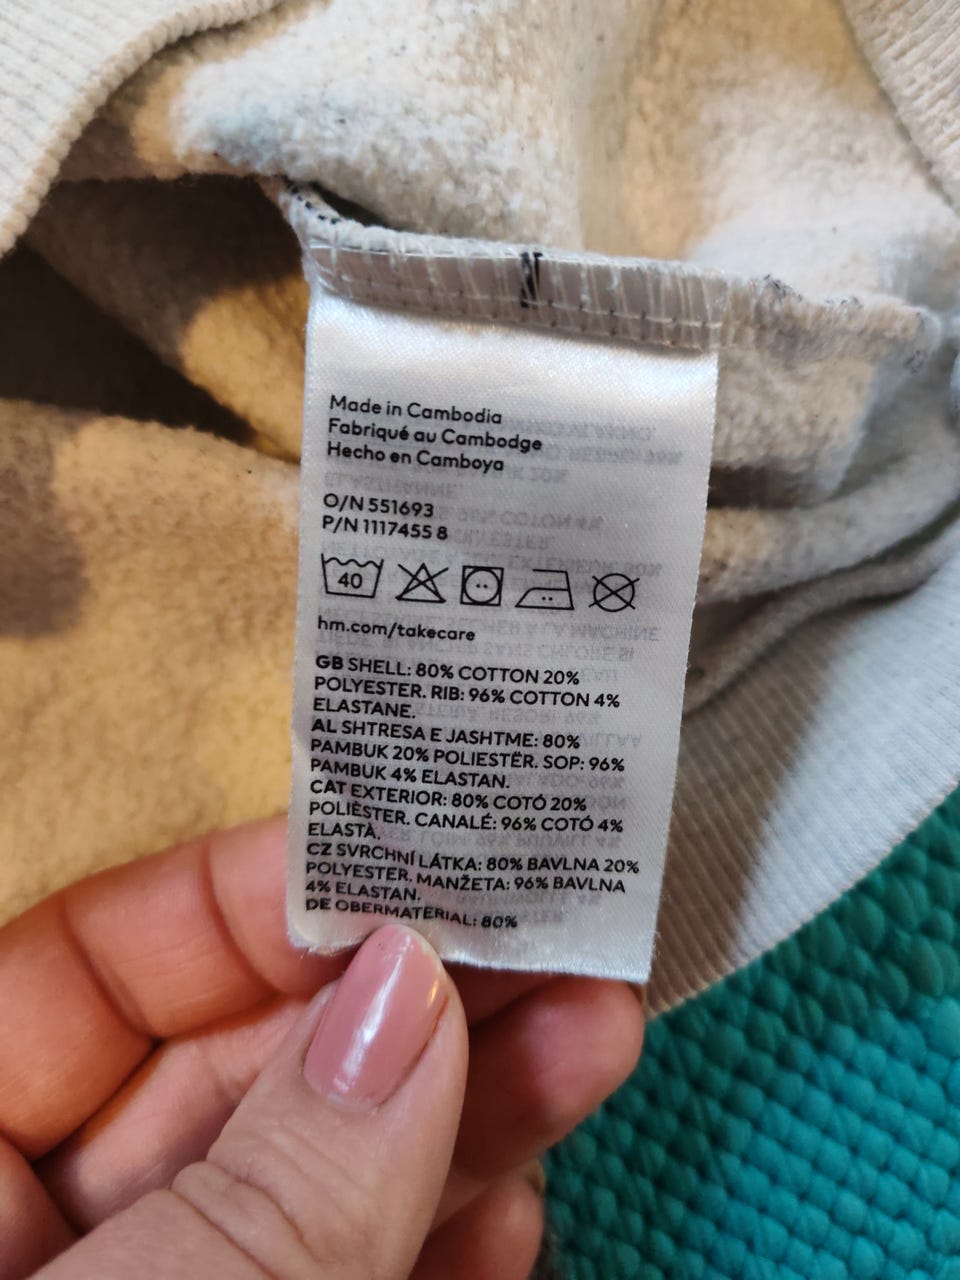 Made in Cambodia
Fabriqué au Cambodge
Hecho en Camboya
O/N 551693
P/N 1117455 8
40
hm.com/takecare
GB SHELL: 80% COTTON 20%
POLYESTER. RIB: 96% COTTON 4%
ELASTANE.
AL SHTRESA E JASHTME: 80%
PAMBUK 20% POLIESTËR. SOP: 96%
PAMBUK 4% ELASTAN.
CAT EXTERIOR: 80% COTÓ 20%
POLIÈSTER. CANALÉ: 96% COTÓ 4%
ELASTÀ.
CZ SVRCHNÍ LÁTKA: 80% BAVLNA 20%
POLYESTER. MANŽETA: 96% BAVLNA
4% ELASTAN.
DE OBERMATERIAL: 80%